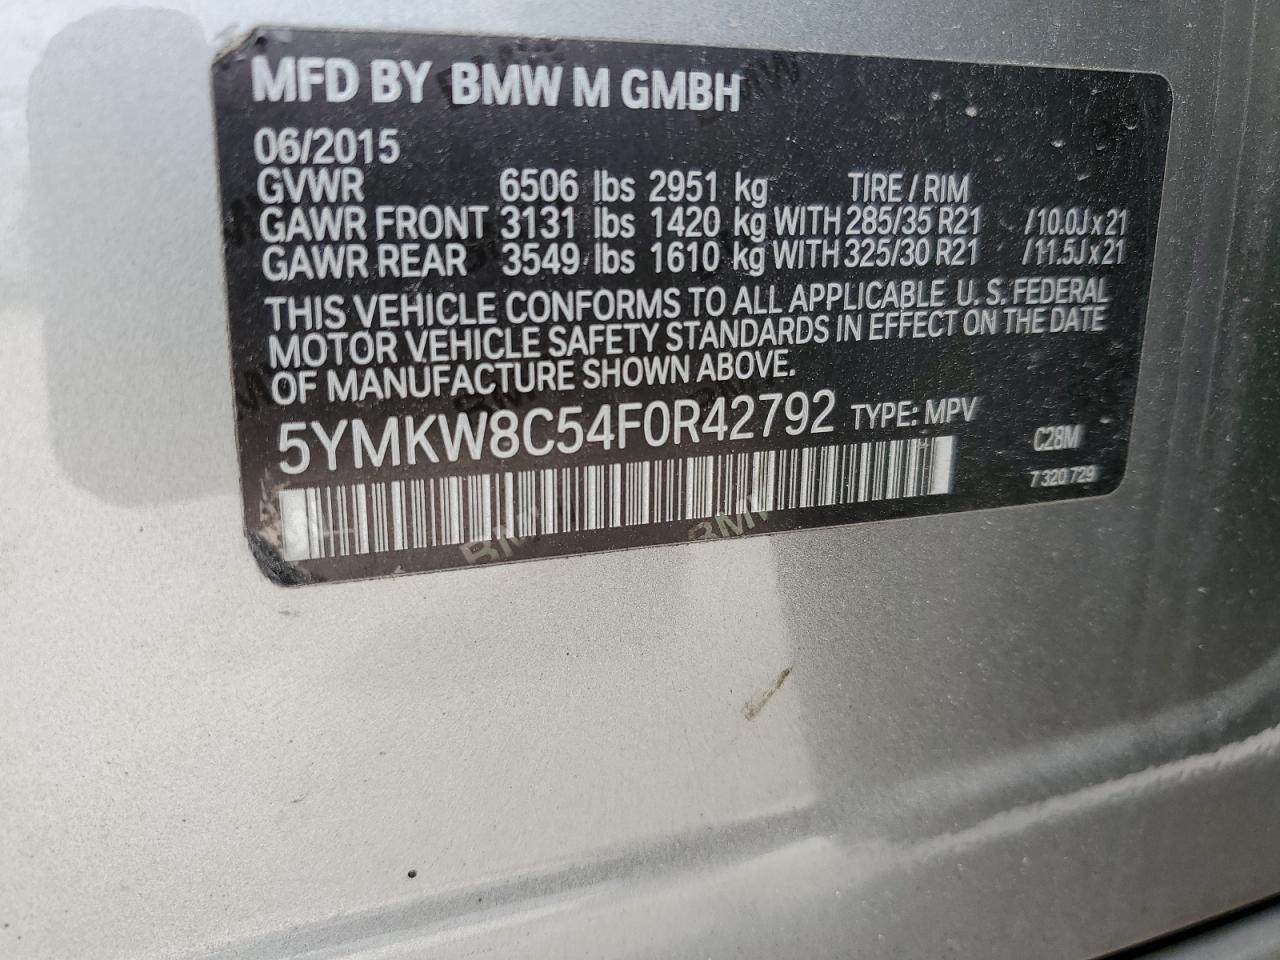 MFD BY BMW M GMBH
06/2015
GVWR 6506 lbs 2951 kg TIRE / RIM
GAWR FRONT 3131 lbs 1420 kg WITH 285/35 R21 /10.0J x 21
GAWR REAR 3549 lbs 1610 kg WITH 325/30 R21 /11.5J x 21
THIS VEHICLE CONFORMS TO ALL APPLICABLE U. S. FEDERAL
MOTOR VEHICLE SAFETY STANDARDS IN EFFECT ON THE DATE
OF MANUFACTURE SHOWN ABOVE.
5YMKW8C54F0R42792 TYPE: MPV
C28M
7 320 729
BMW
BMW